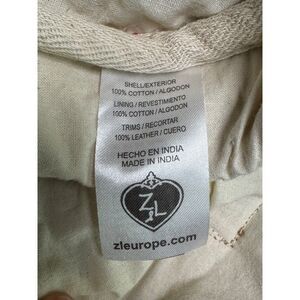 SHELL/EXTERIOR
100% COTTON / ALGODON
LINING / REVESTIMIENTO
100% COTTON / ALGODON
TRIMS / RECORTAR
100% LEATHER / CUERO
HECHO EN INDIA
MADE IN INDIA
ZL
zleurope.com